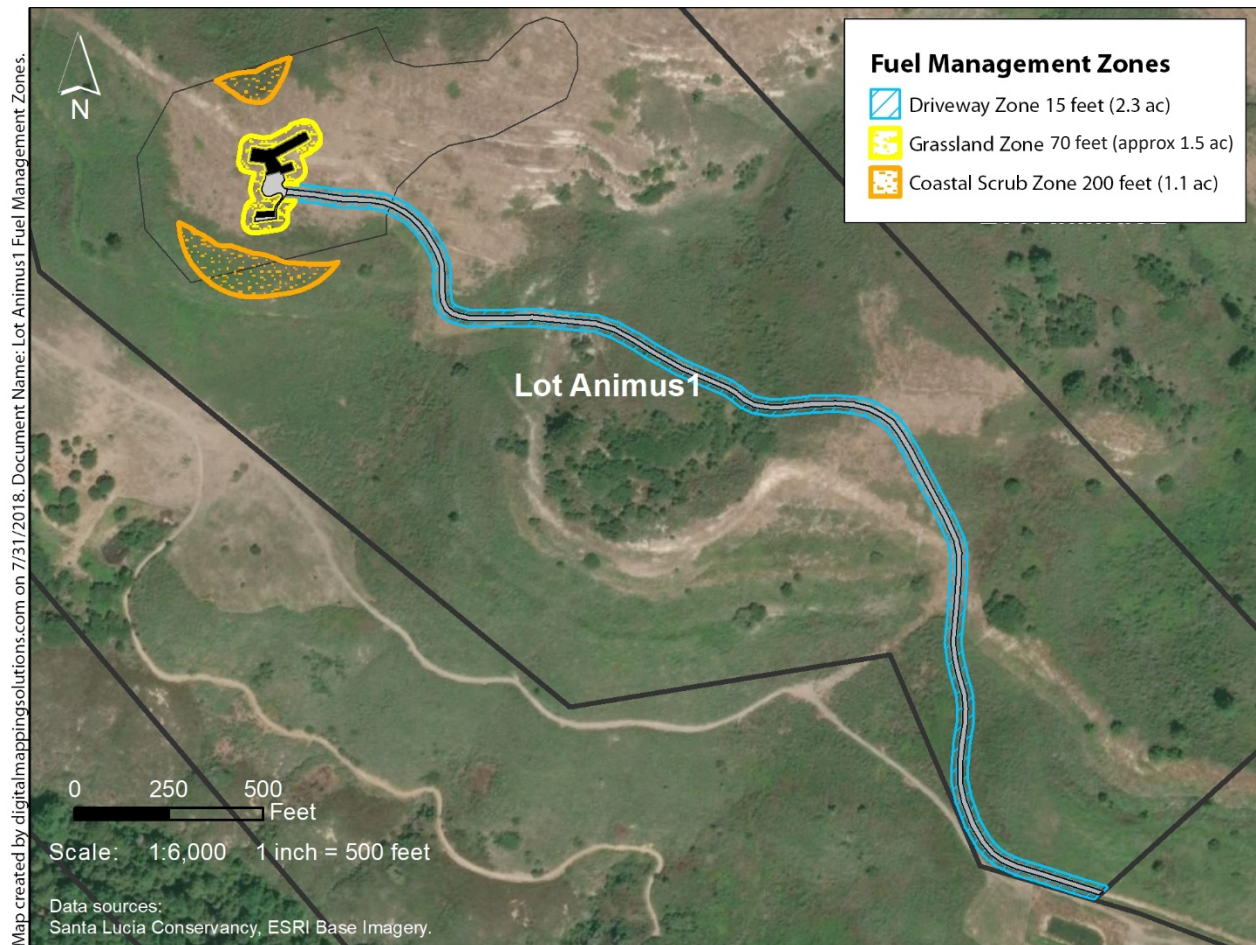 Map created by digitalmappingsolutions.com on 7/31/2018. Document Name: Lot Animus1 Fuel Management Zones.
N
Fuel Management Zones
Driveway Zone 15 feet (2.3 ac)
Grassland Zone 70 feet (approx 1.5 ac)
Coastal Scrub Zone 200 feet (1.1 ac)
Lot Animus1
0 250 500
Feet
Scale: 1:6,000 1 inch = 500 feet
Data sources:
Santa Lucia Conservancy, ESRI Base Imagery.